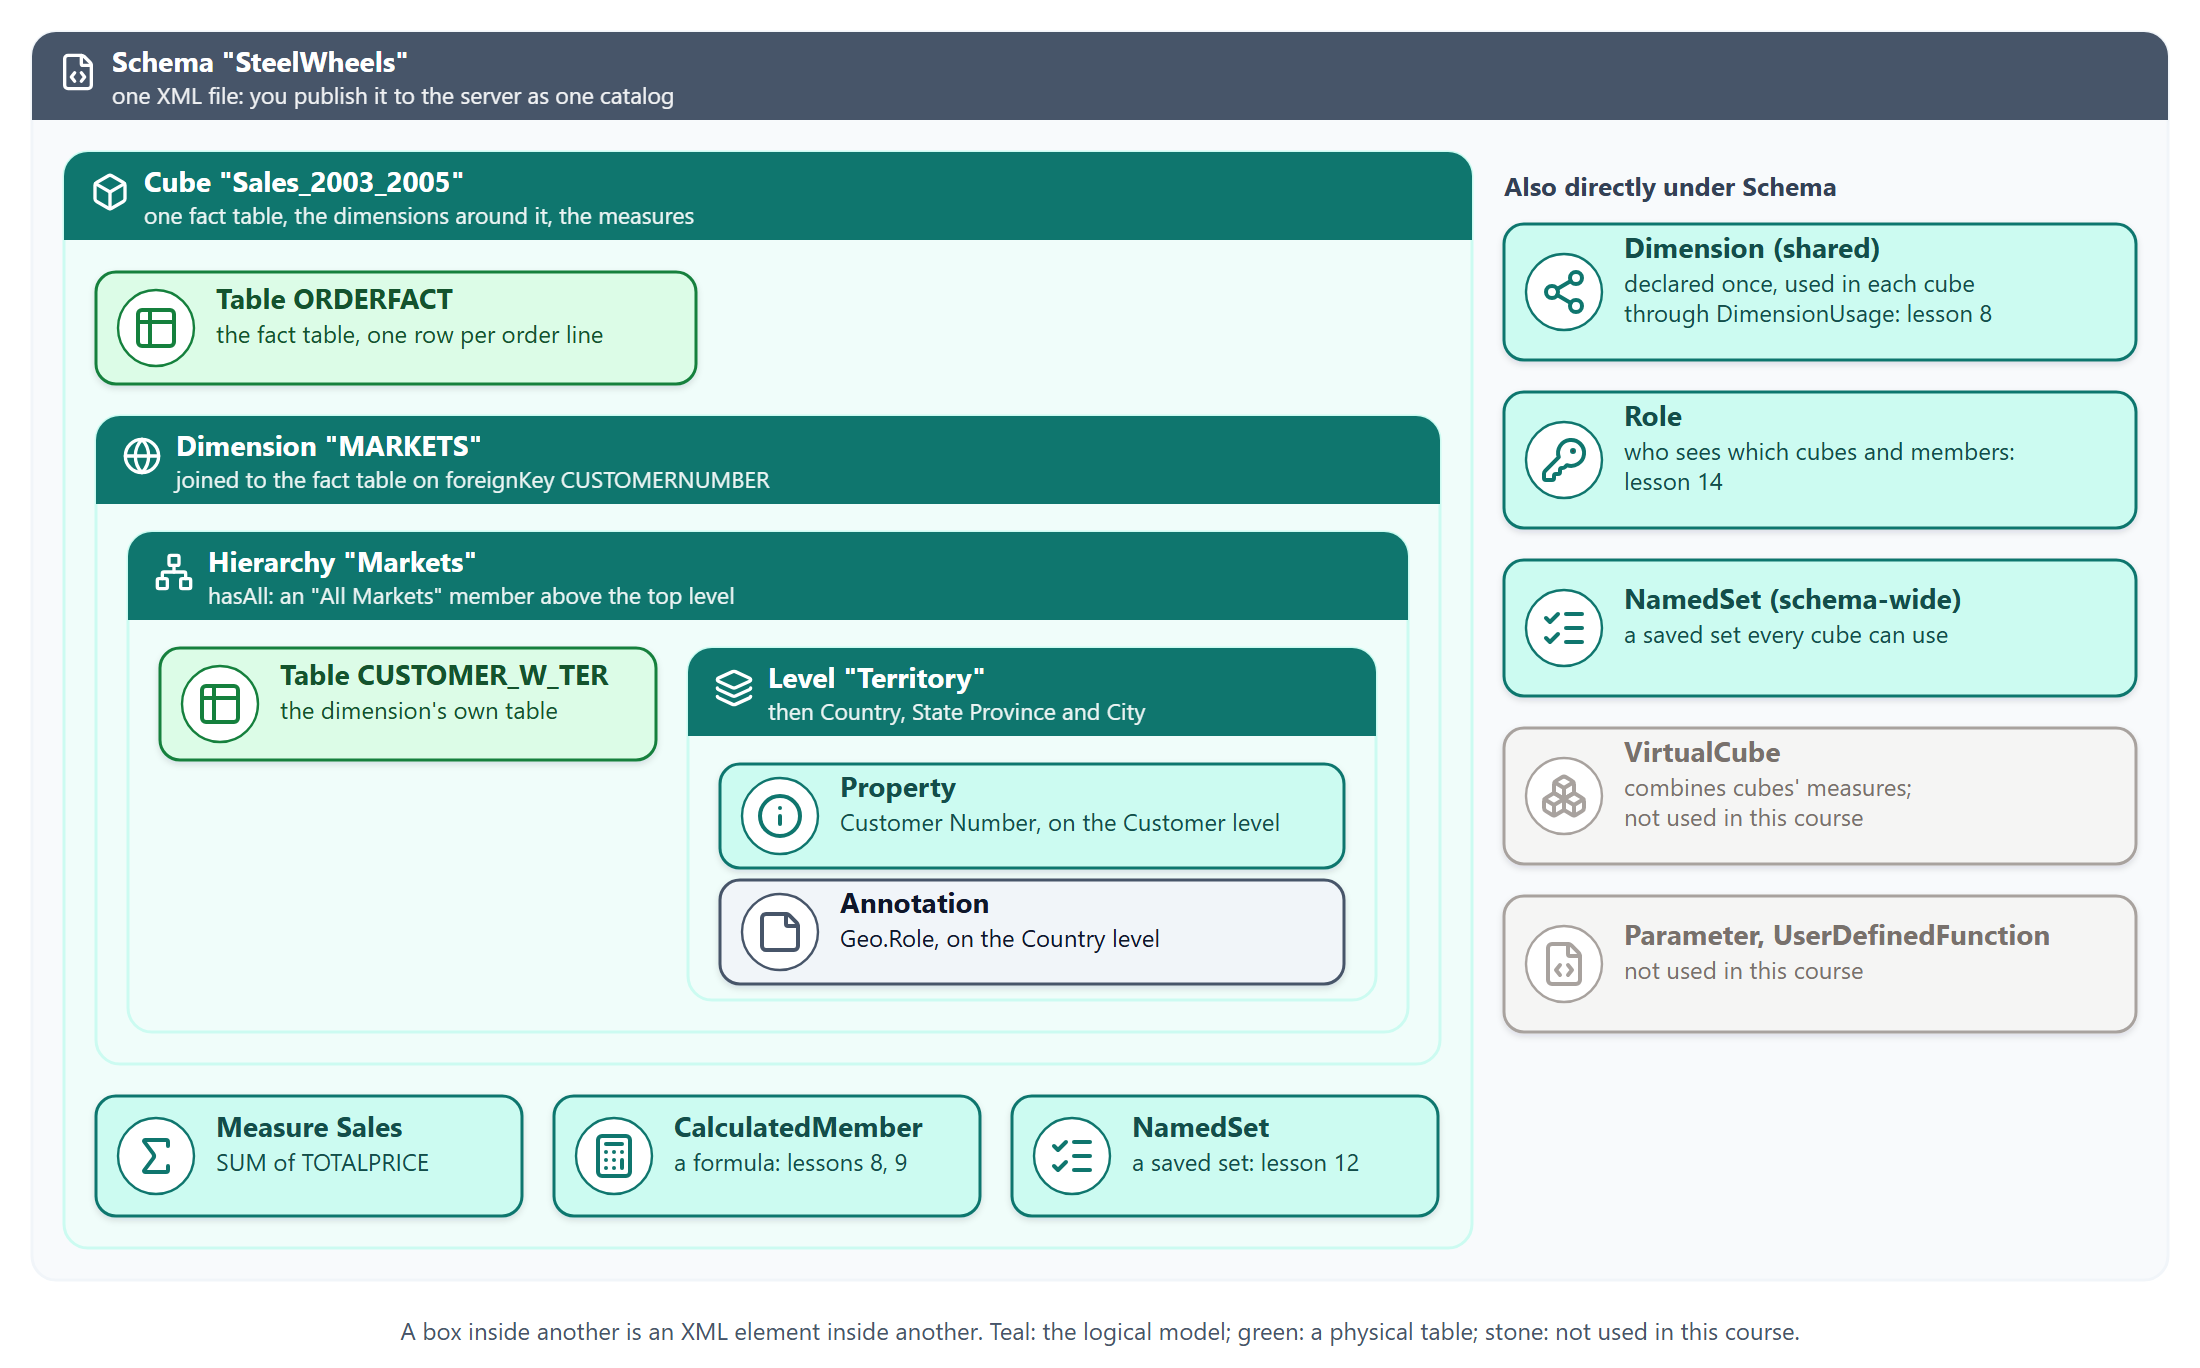 Schema "SteelWheels"
one XML file: you publish it to the server as one catalog
Cube "Sales_2003_2005"
one fact table, the dimensions around it, the measures
Table ORDERFACT
the fact table, one row per order line
Dimension "MARKETS"
joined to the fact table on foreignKey CUSTOMERNUMBER
Hierarchy "Markets"
hasAll: an "All Markets" member above the top level
Table CUSTOMER_W_TER
the dimension's own table
Level "Territory"
then Country, State Province and City
Property
Customer Number, on the Customer level
Annotation
Geo.Role, on the Country level
Measure Sales
SUM of TOTALPRICE
CalculatedMember
a formula: lessons 8, 9
NamedSet
a saved set: lesson 12
Also directly under Schema
Dimension (shared)
declared once, used in each cube
through DimensionUsage: lesson 8
Role
who sees which cubes and members:
lesson 14
NamedSet (schema-wide)
a saved set every cube can use
VirtualCube
combines cubes' measures;
not used in this course
Parameter, UserDefinedFunction
not used in this course
A box inside another is an XML element inside another. Teal: the logical model; green: a physical table; stone: not used in this course.